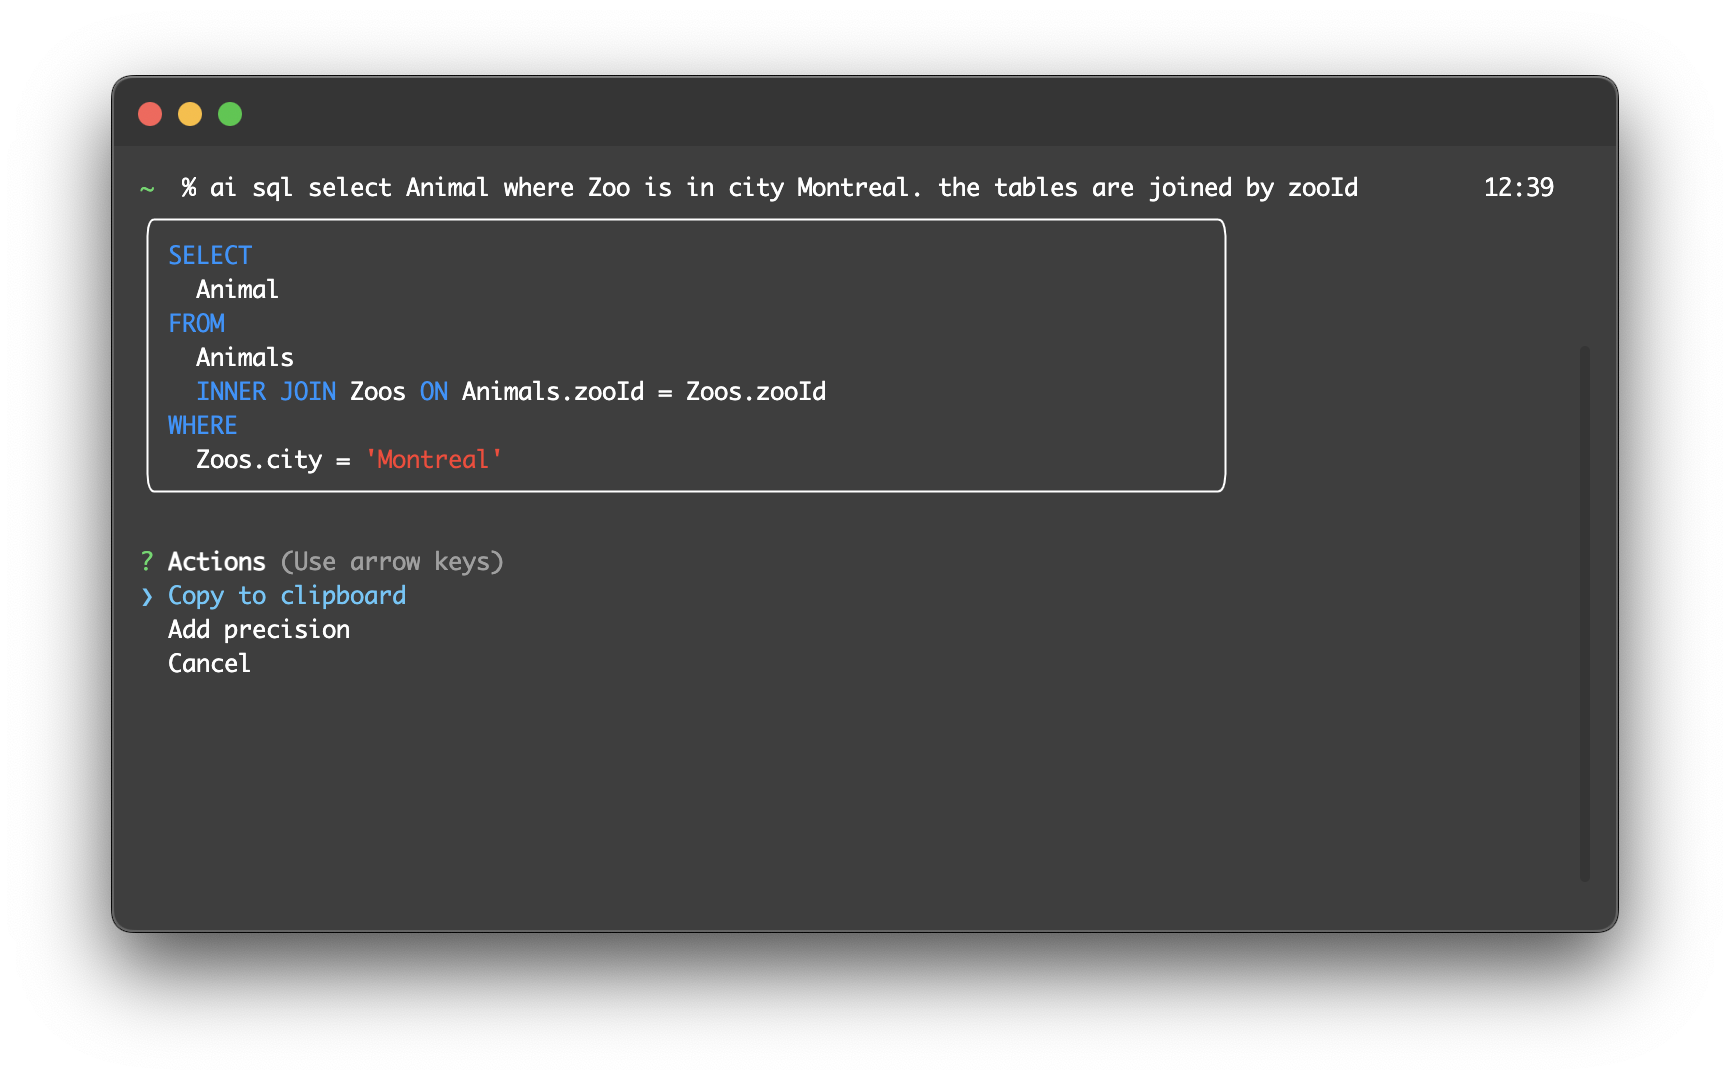 ~ % ai sql select Animal where Zoo is in city Montreal. the tables are joined by zooId 12:39
SELECT
Animal
FROM
Animals
INNER JOIN Zoos ON Animals.zooId = Zoos.zooId
WHERE
Zoos.city = 'Montreal'
? Actions (Use arrow keys)
❯ Copy to clipboard
Add precision
Cancel